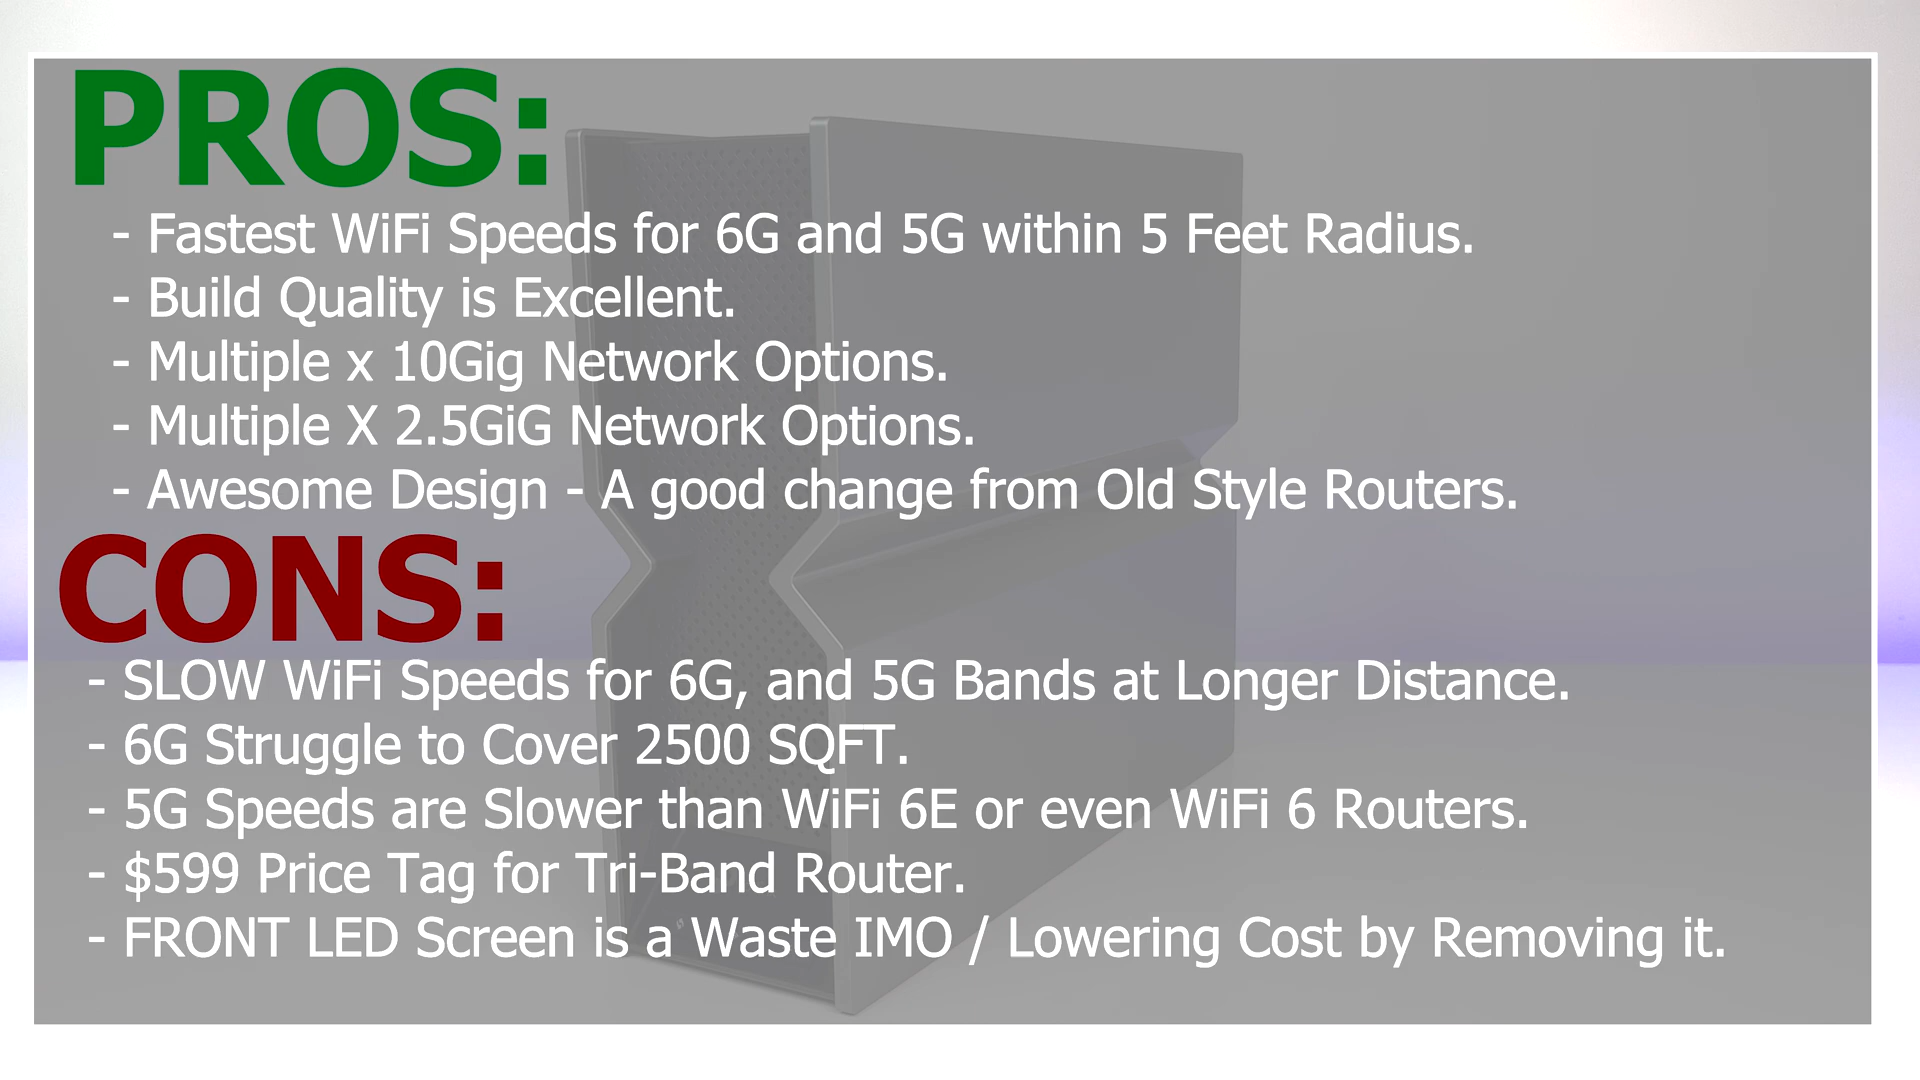 PROS:
- Fastest WiFi Speeds for 6G and 5G within 5 Feet Radius.
- Build Quality is Excellent.
- Multiple x 10Gig Network Options.
- Multiple X 2.5GiG Network Options.
- Awesome Design - A good change from Old Style Routers.
CONS:
- SLOW WiFi Speeds for 6G, and 5G Bands at Longer Distance.
- 6G Struggle to Cover 2500 SQFT.
- 5G Speeds are Slower than WiFi 6E or even WiFi 6 Routers.
- $599 Price Tag for Tri-Band Router.
- FRONT LED Screen is a Waste IMO / Lowering Cost by Removing it.